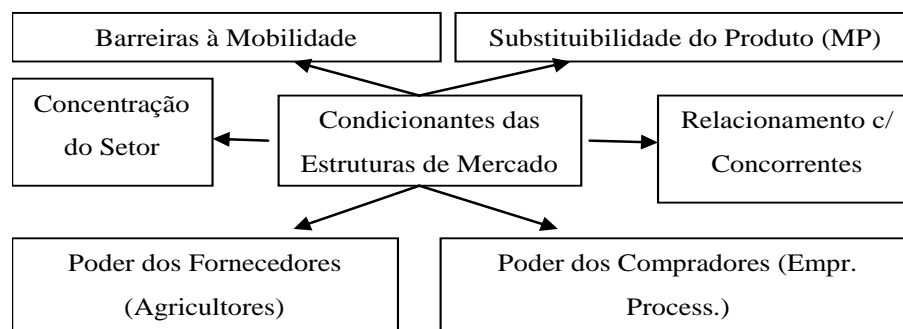 Barreiras à Mobilidade
Substituibilidade do Produto (MP)
Concentração
do Setor
Condicionantes das
Estruturas de Mercado
Relacionamento c/
Concorrentes
Poder dos Fornecedores
(Agricultores)
Poder dos Compradores (Empr.
Process.)